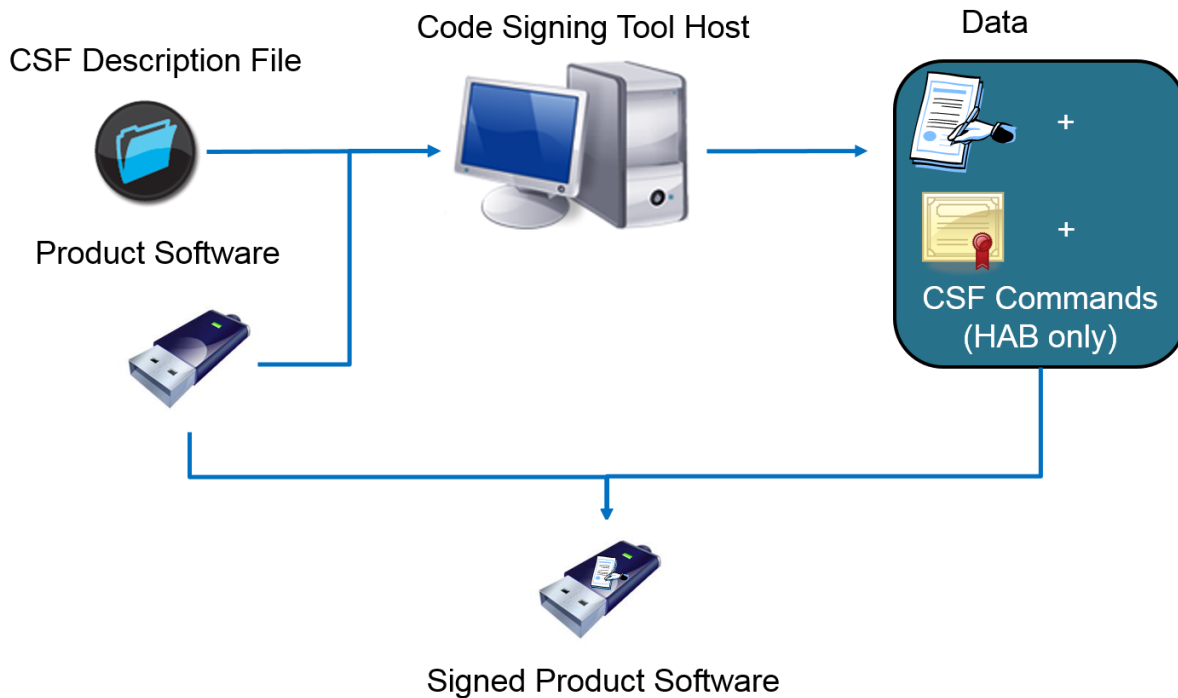 Code Signing Tool Host
Data
CSF Description File
+
Product Software
+
CSF Commands
(HAB only)
Signed Product Software